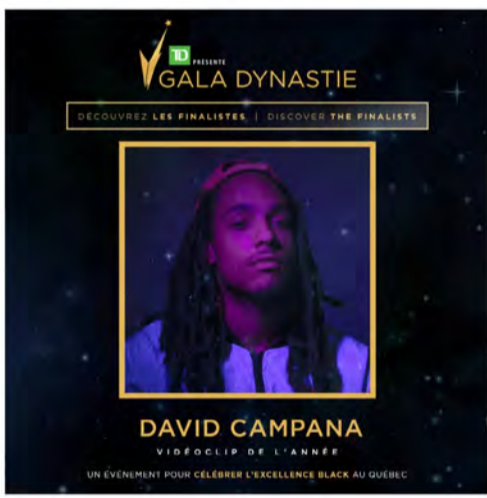 TD PRÉSENTE
GALA DYNASTIE
DÉCOUVREZ LES FINALISTES | DISCOVER THE FINALISTS
DAVID CAMPANA
VIDÉOCLIP DE L'ANNÉE
UN ÉVÉNEMENT POUR CÉLÉBRER L'EXCELLENCE BLACK AU QUÉBEC